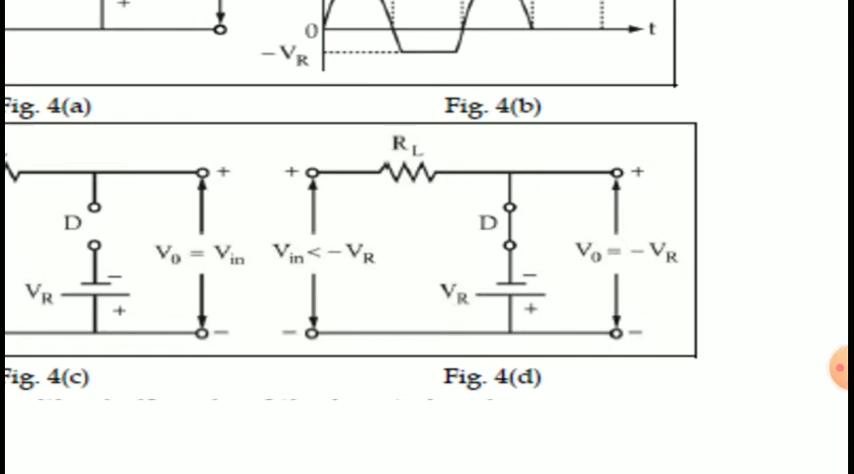 +
0
t
−V_R
Fig. 4(a)
Fig. 4(b)
R_L
+ + +
D D
V_0 = V_in V_in < −V_R V_0 = −V_R
− −
V_R V_R
+ +
− − −
Fig. 4(c)
Fig. 4(d)